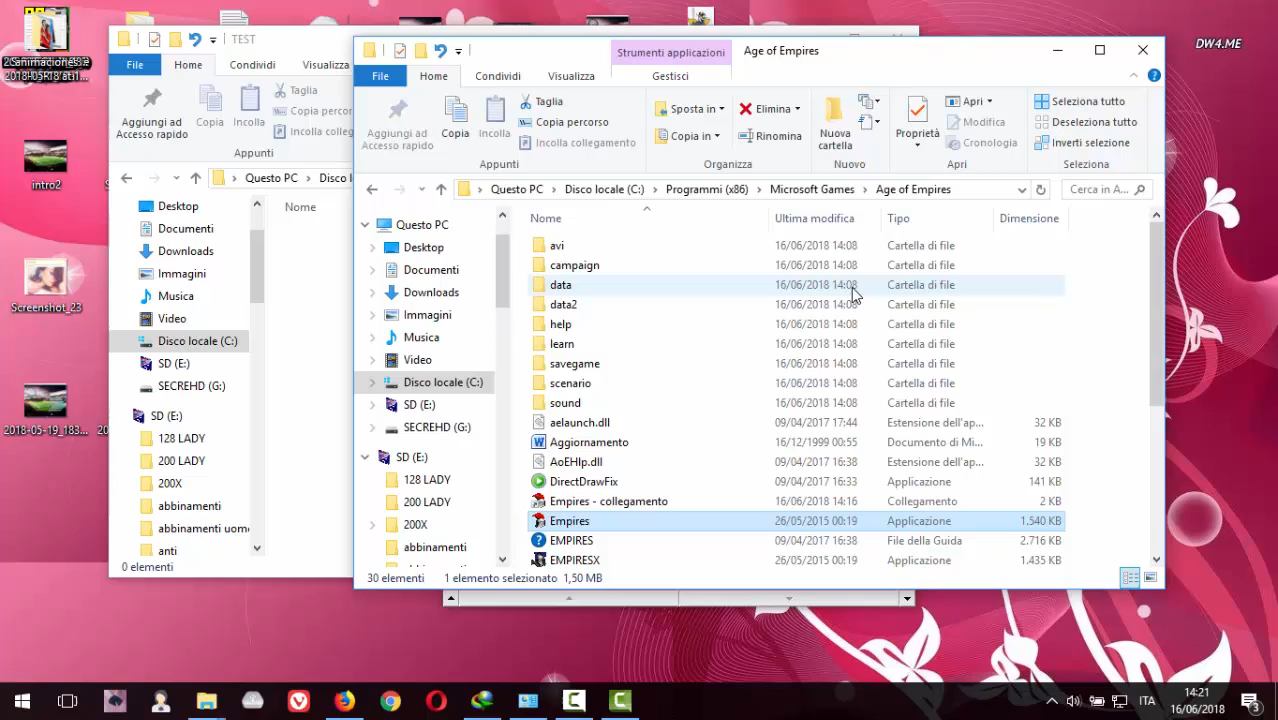 DW4.ME
2018-05-18 atti...
intro2
Screenshot_23
2018-05-19_183...
TEST
File
Home
Condividi
Visualizza
Aggiungi ad
Accesso rapido
Copia
Incolla
Taglia
Copia percor
Incolla colleg
Appunti
Questo PC
Disco l
Nome
Desktop
Documenti
Downloads
Immagini
Musica
Video
Disco locale (C:)
SD (E:)
SECREHD (G:)
SD (E:)
128 LADY
200 LADY
200X
abbinamenti
abbinamenti uom
anti
0 elementi
Strumenti applicazioni
Age of Empires
File
Home
Condividi
Visualizza
Gestisci
Aggiungi ad
Accesso rapido
Copia
Incolla
Taglia
Copia percorso
Incolla collegamento
Appunti
Sposta in
Copia in
Elimina
Rinomina
Organizza
Nuova
cartella
Nuovo
Proprietà
Apri
Modifica
Cronologia
Apri
Seleziona tutto
Deseleziona tutto
Inverti selezione
Selezione
Questo PC > Disco locale (C:) > Programmi (x86) > Microsoft Games > Age of Empires
Cerca in A...
Questo PC
Desktop
Documenti
Downloads
Immagini
Musica
Video
Disco locale (C:)
SD (E:)
SECREHD (G:)
SD (E:)
128 LADY
200 LADY
200X
abbinamenti
Nome Ultima modifica Tipo Dimensione
avi 16/06/2018 14:08 Cartella di file
campaign 16/06/2018 14:08 Cartella di file
data 16/06/2018 14:08 Cartella di file
data2 16/06/2018 14:08 Cartella di file
help 16/06/2018 14:08 Cartella di file
learn 16/06/2018 14:08 Cartella di file
savegame 16/06/2018 14:08 Cartella di file
scenario 16/06/2018 14:08 Cartella di file
sound 16/06/2018 14:08 Cartella di file
aelaunch.dll 09/04/2017 17:44 Estensione dell'ap... 32 KB
Aggiornamento 16/12/1999 00:55 Documento di Mi... 19 KB
AoEHlp.dll 09/04/2017 16:38 Estensione dell'ap... 32 KB
DirectDrawFix 09/04/2017 16:33 Applicazione 141 KB
Empires - collegamento 16/06/2018 14:16 Collegamento 2 KB
Empires 26/05/2015 00:19 Applicazione 1.540 KB
EMPIRES 09/04/2017 16:38 File della Guida 2.716 KB
EMPIRESX 26/05/2015 00:19 Applicazione 1.435 KB
30 elementi 1 elemento selezionato 1,50 MB
ITA
14:21
16/06/2018
3